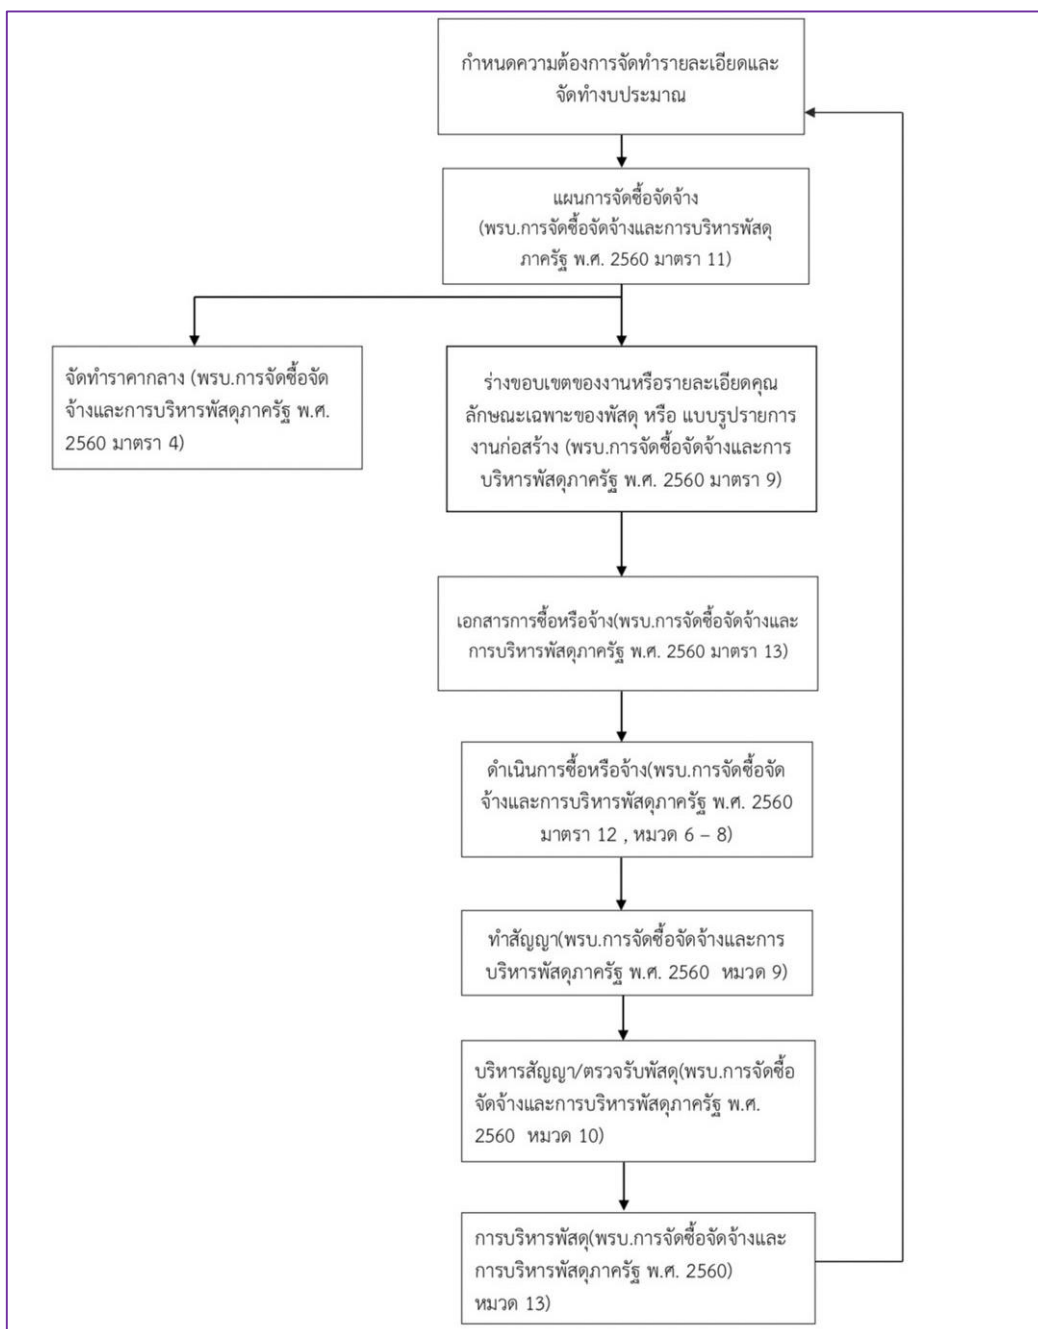 กำหนดความต้องการจัดทำรายละเอียดและ
จัดทำงบประมาณ
แผนการจัดซื้อจัดจ้าง
(พรบ.การจัดซื้อจัดจ้างและการบริหารพัสดุ
ภาครัฐ พ.ศ. 2560 มาตรา 11)
จัดทำราคากลาง (พรบ.การจัดซื้อจัด
จ้างและการบริหารพัสดุภาครัฐ พ.ศ.
2560 มาตรา 4)
ร่างขอบเขตของงานหรือรายละเอียดคุณ
ลักษณะเฉพาะของพัสดุ หรือ แบบรูปรายการ
งานก่อสร้าง (พรบ.การจัดซื้อจัดจ้างและการ
บริหารพัสดุภาครัฐ พ.ศ. 2560 มาตรา 9)
เอกสารการซื้อหรือจ้าง(พรบ.การจัดซื้อจัดจ้างและ
การบริหารพัสดุภาครัฐ พ.ศ. 2560 มาตรา 13)
ดำเนินการซื้อหรือจ้าง(พรบ.การจัดซื้อจัด
จ้างและการบริหารพัสดุภาครัฐ พ.ศ. 2560
มาตรา 12 , หมวด 6 – 8)
ทำสัญญา(พรบ.การจัดซื้อจัดจ้างและการ
บริหารพัสดุภาครัฐ พ.ศ. 2560 หมวด 9)
บริหารสัญญา/ตรวจรับพัสดุ(พรบ.การจัดซื้อ
จัดจ้างและการบริหารพัสดุภาครัฐ พ.ศ.
2560 หมวด 10)
การบริหารพัสดุ(พรบ.การจัดซื้อจัดจ้างและ
การบริหารพัสดุภาครัฐ พ.ศ. 2560)
หมวด 13)